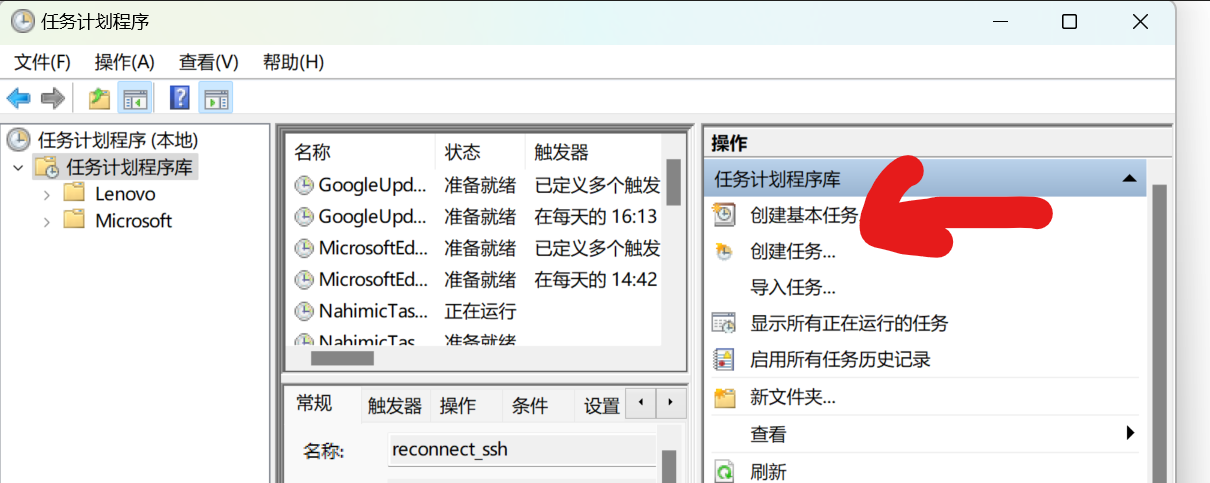 任务计划程序
文件(F) 操作(A) 查看(V) 帮助(H)
任务计划程序 (本地)
任务计划程序库
Lenovo
Microsoft
名称 状态 触发器
GoogleUpd... 准备就绪 已定义多个触发
GoogleUpd... 准备就绪 在每天的 16:13
MicrosoftEd... 准备就绪 已定义多个触发
MicrosoftEd... 准备就绪 在每天的 14:42
NahimicTas... 正在运行
NahimicTas 准备就绪
常规 触发器 操作 条件 设置
名称: reconnect_ssh
操作
任务计划程序库
创建基本任务
创建任务...
导入任务...
显示所有正在运行的任务
启用所有任务历史记录
新文件夹...
查看
刷新